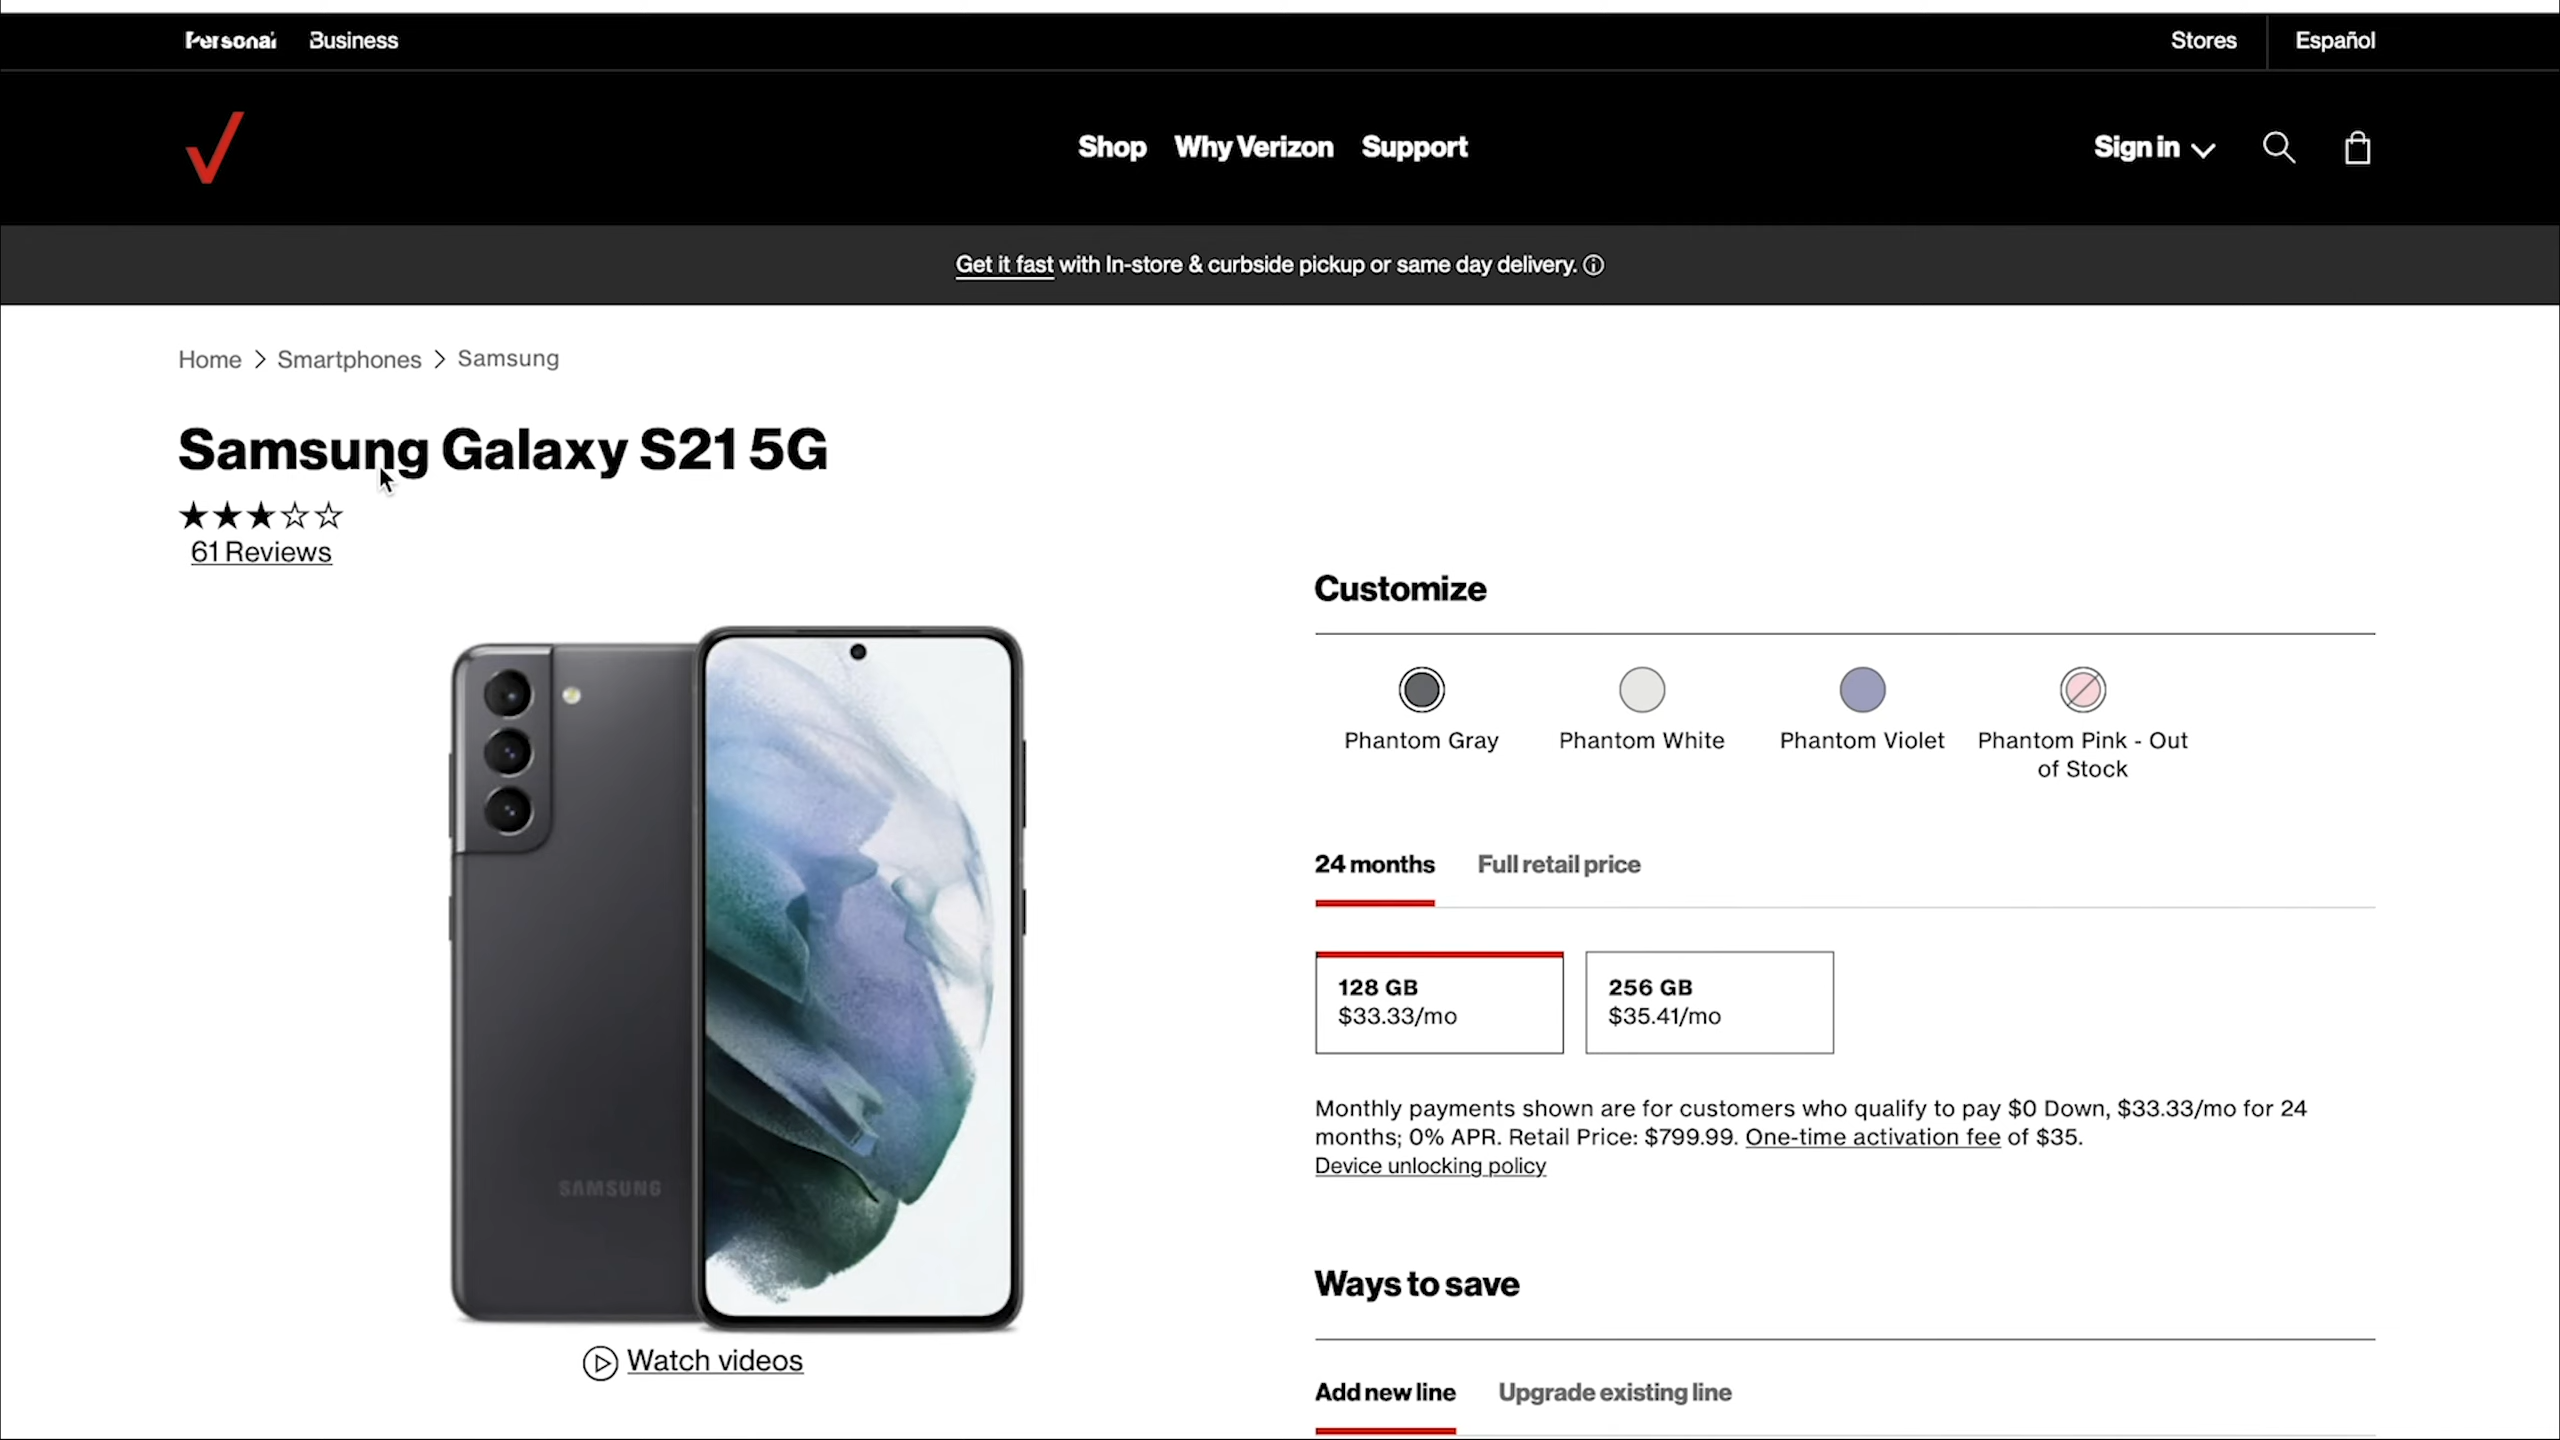 Personal Business Stores Español
Shop Why Verizon Support Sign in
Get it fast with In-store & curbside pickup or same day delivery.
Home > Smartphones > Samsung
Samsung Galaxy S21 5G
61 Reviews
Customize
Phantom Gray
Phantom White
Phantom Violet
Phantom Pink - Out
of Stock
24 months Full retail price
128 GB
$33.33/mo
256 GB
$35.41/mo
Monthly payments shown are for customers who qualify to pay $0 Down, $33.33/mo for 24
months; 0% APR. Retail Price: $799.99. One-time activation fee of $35.
Device unlocking policy
SAMSUNG
Watch videos
Ways to save
Add new line Upgrade existing line